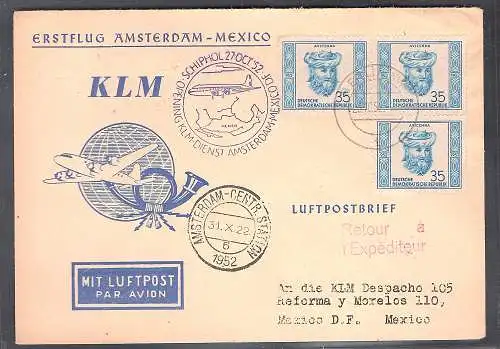 ERSTFLUG AMSTERDAM-MEXICO
KLM
OPENING KLM-DIENST AMSTERDAM-MEXICO
SCHIPHOL 27 OCT '52
AVICENNA
DEUTSCHE
DEMOKRATISCHE REPUBLIK
35
AVICENNA
DEUTSCHE
DEMOKRATISCHE REPUBLIK
35
AVICENNA
DEUTSCHE
DEMOKRATISCHE REPUBLIK
35
LUFTPOSTBRIEF
AMSTERDAM-CENTR. STATION
31. X. 22
6
1952
Retour à
l'Expéditeur
MIT LUFTPOST
PAR AVION
An die KLM Despacho 105
Reforma y Morelos 110,
Mexico D.F. Mexico